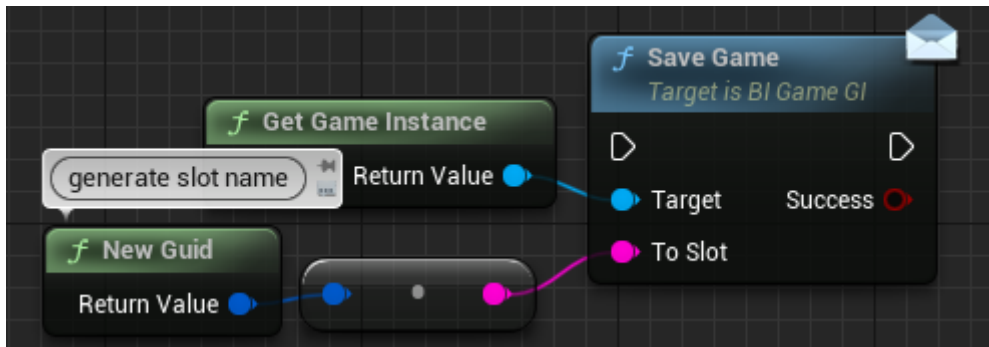 Save Game
Target is BI Game GI
Get Game Instance
generate slot name
Return Value
Target
Success
New Guid
To Slot
Return Value